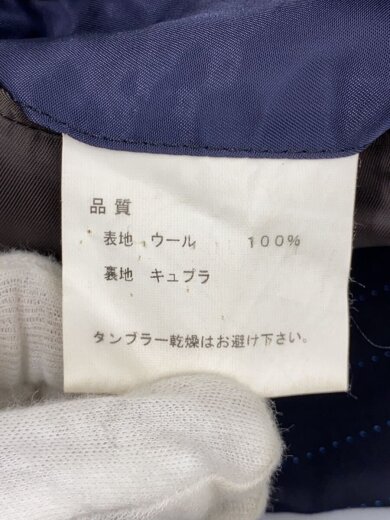 品質
表地 ウール 100%
裏地 キュプラ
タンブラー乾燥はお避け下さい。